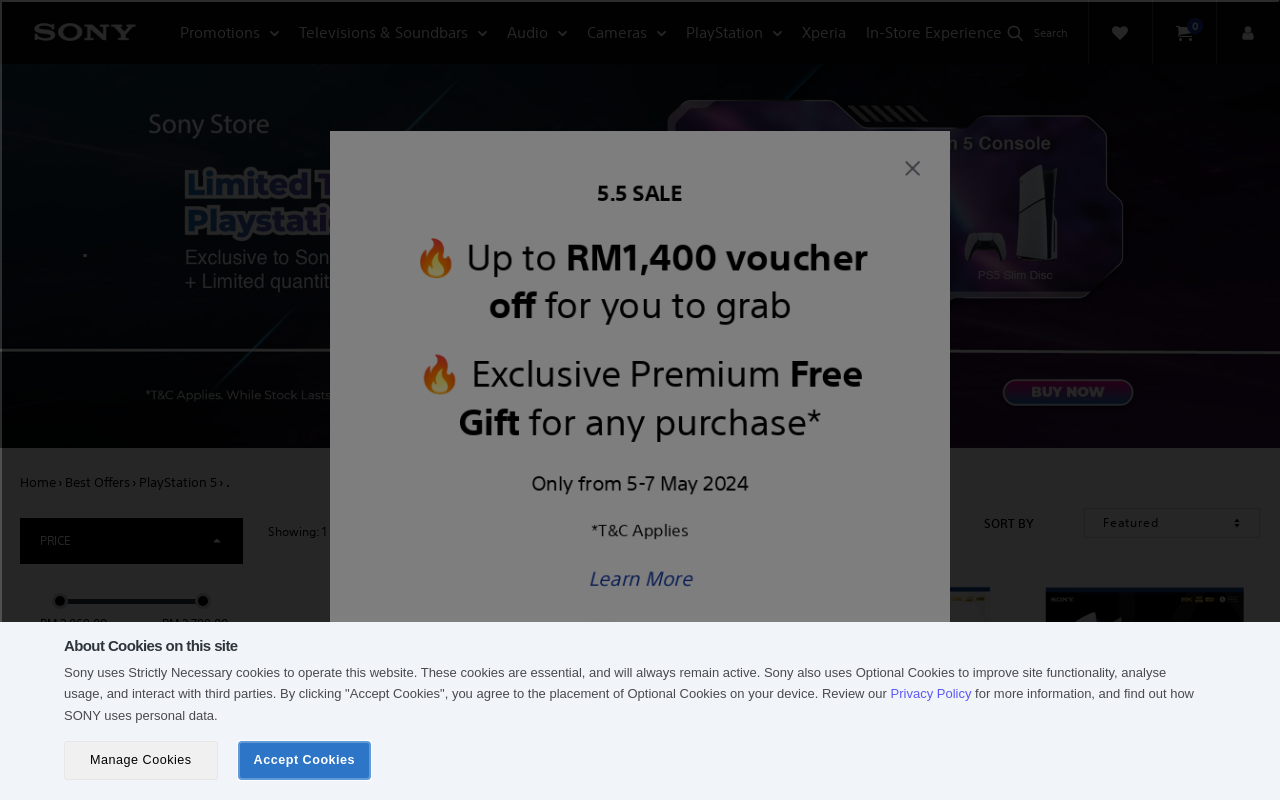 SONY
Promotions
Televisions & Soundbars
Audio
Cameras
PlayStation
Xperia
In-Store Experience
Search
0
Sony Store
Limited T
Playstatio
Exclusive to Son
+ Limited quantit
*T&C Applies. While Stock Lasts
5 Console
PS5 Slim Disc
BUY NOW
5.5 SALE
🔥 Up to RM1,400 voucher
off for you to grab
🔥 Exclusive Premium Free
Gift for any purchase*
Only from 5-7 May 2024
*T&C Applies
Learn More
Home › Best Offers › PlayStation 5 › .
PRICE
Showing: 1
SORT BY
Featured
SONY
About Cookies on this site
Sony uses Strictly Necessary cookies to operate this website. These cookies are essential, and will always remain active. Sony also uses Optional Cookies to improve site functionality, analyse
usage, and interact with third parties. By clicking "Accept Cookies", you agree to the placement of Optional Cookies on your device. Review our Privacy Policy for more information, and find out how
SONY uses personal data.
Manage Cookies
Accept Cookies